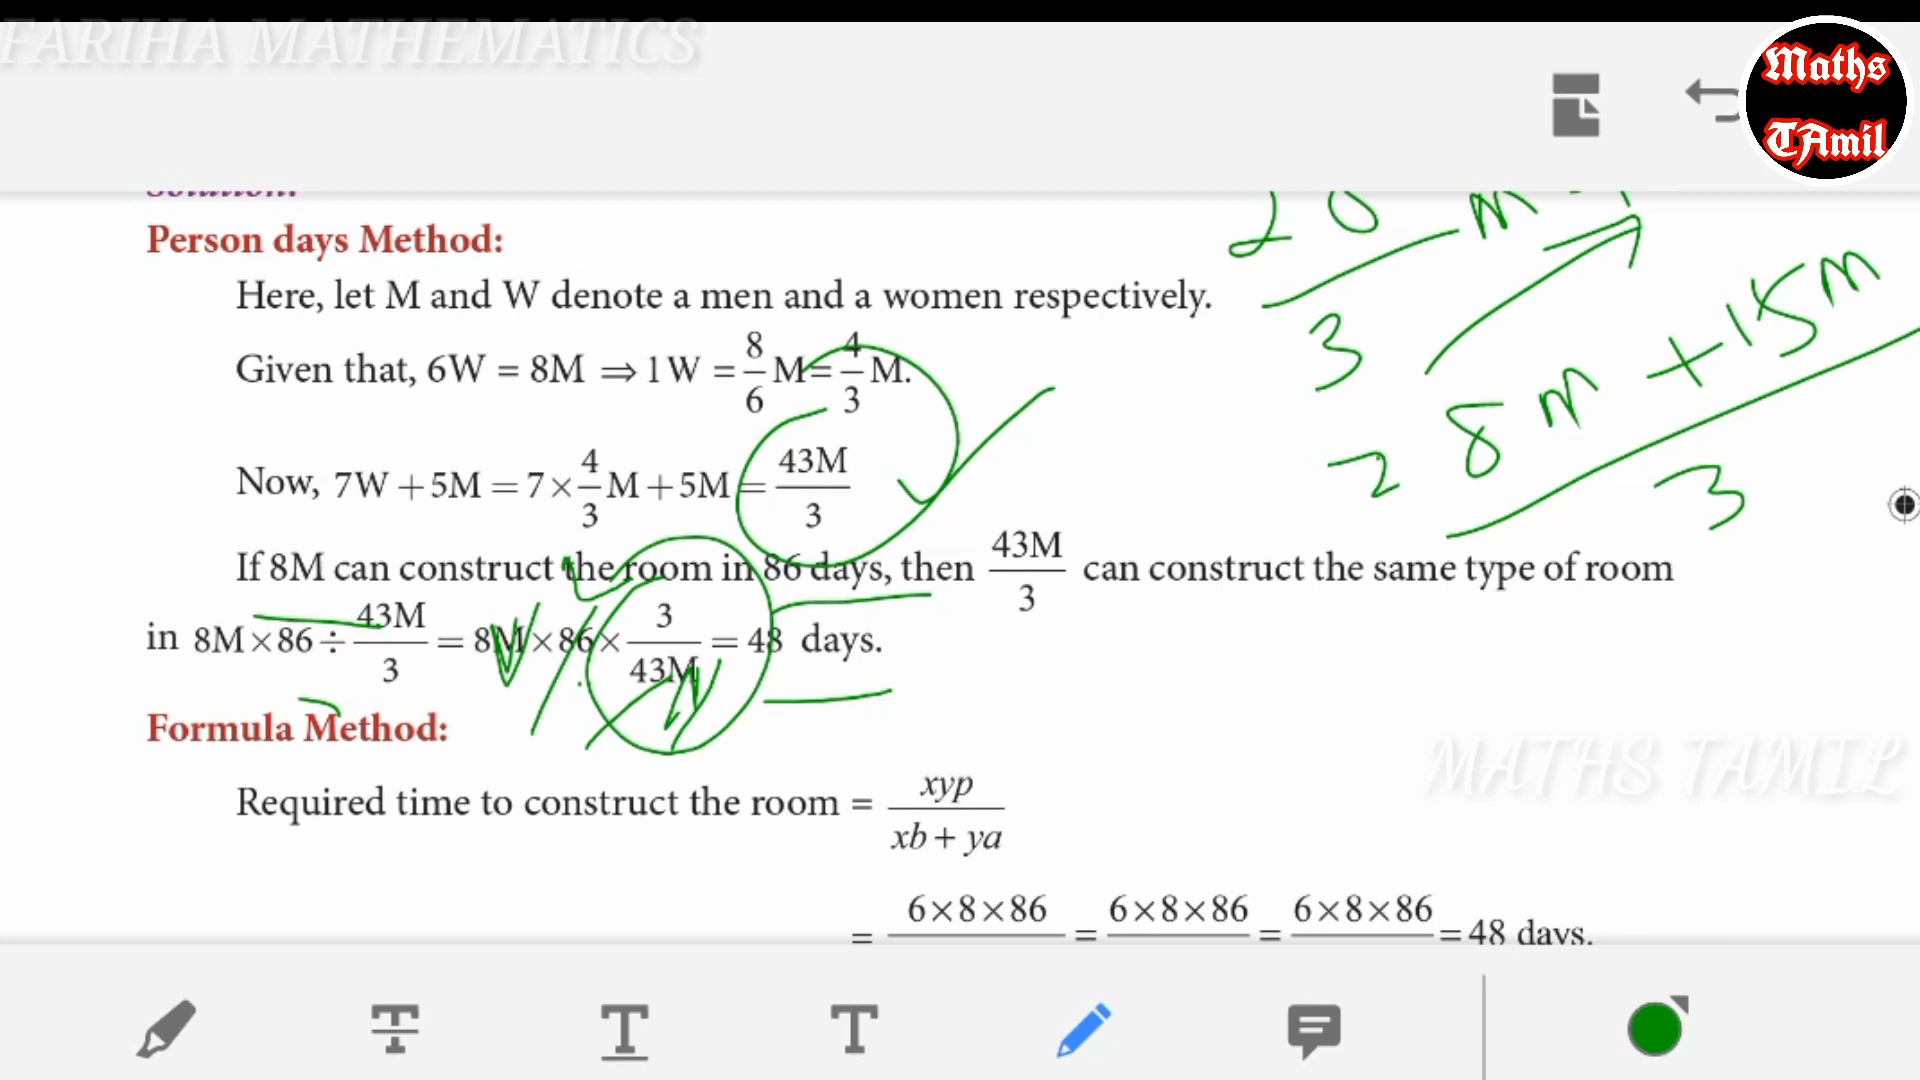 FARIHA MATHEMATICS
Maths
TAmil
Solution:
Person days Method:
Here, let M and W denote a men and a women respectively.
Given that, 6W = 8M ⇒ 1W = 8/6 M = 4/3 M.
Now, 7W + 5M = 7 × 4/3 M + 5M = 43M/3
If 8M can construct the room in 86 days, then 43M/3 can construct the same type of room
in 8M × 86 ÷ 43M/3 = 8M × 86 × 3/43M = 48 days.
28 M
3
28M + 15M
3
Formula Method:
MATHS TAMIL
Required time to construct the room = xyp/xb + ya
= 6×8×86 = 6×8×86 = 6×8×86 = 48 days.
T T T